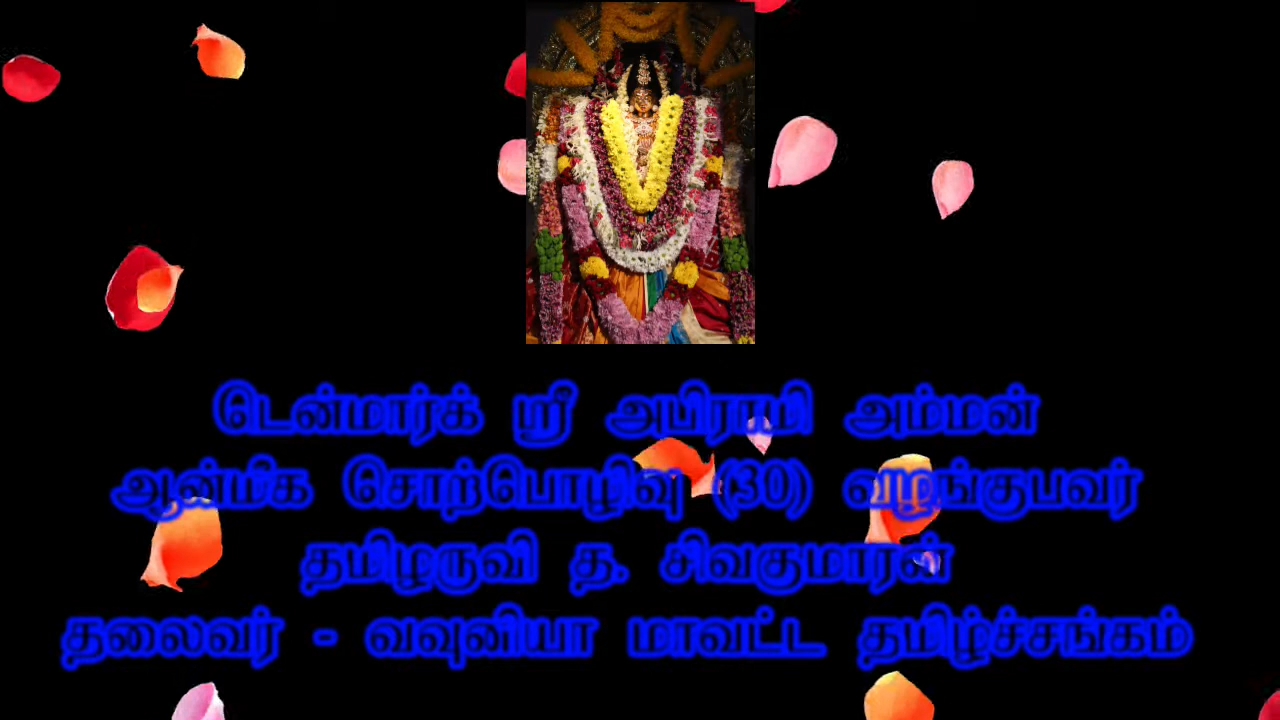 டென்மார்க் ஸ்ரீ அபிராமி அம்மன்
ஆன்மிக சொற்பொழிவு (30) வழங்குபவர்
தமிழருவி த. சிவகுமாரன்
தலைவர் - வவுனியா மாவட்ட தமிழ்ச்சங்கம்